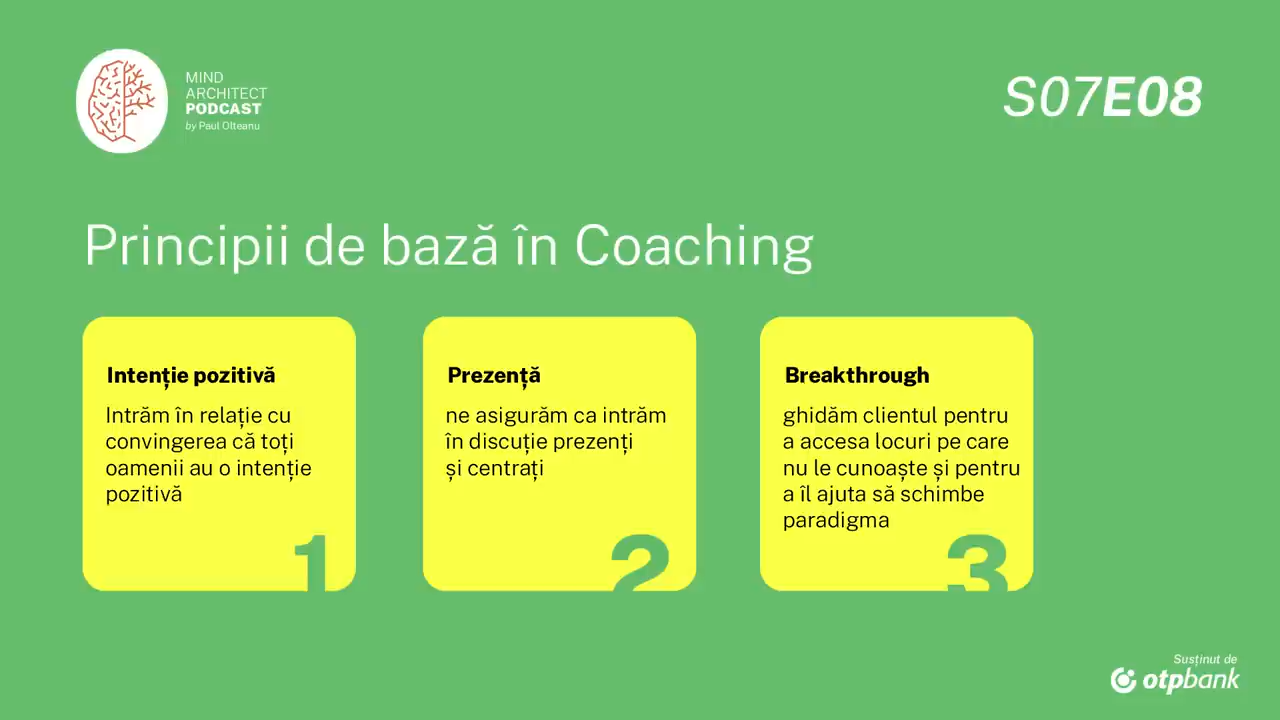 MIND
ARCHITECT
PODCAST
by Paul Olteanu
S07E08
Principii de bază în Coaching
Intenție pozitivă
Intrăm în relație cu
convingerea că toți
oamenii au o intenție
pozitivă
1
Prezență
ne asigurăm ca intrăm
în discuție prezenți
și centrați
2
Breakthrough
ghidăm clientul pentru
a accesa locuri pe care
nu le cunoaște și pentru
a îl ajuta să schimbe
paradigma
3
Susținut de
otpbank